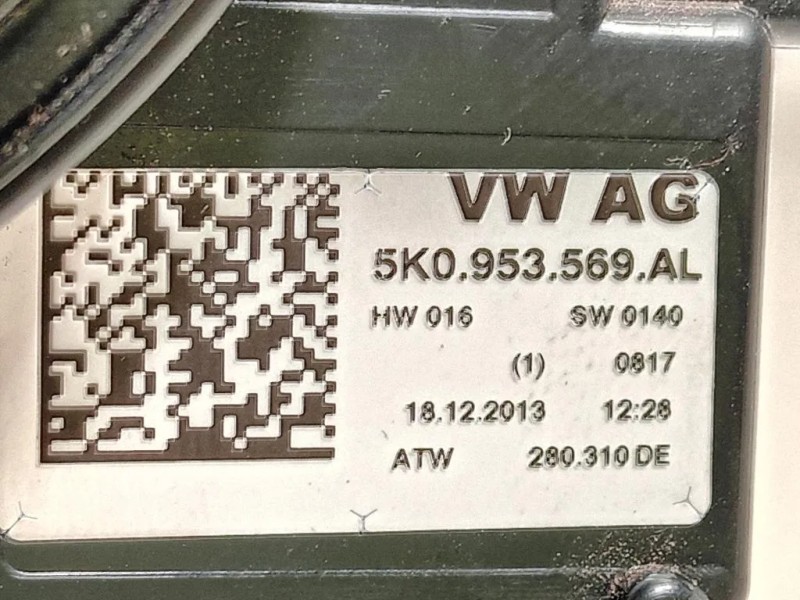 VW AG
5K0.953.569.AL
HW 016 SW 0140
(1) 0817
18.12.2013 12:28
ATW 280.310 DE